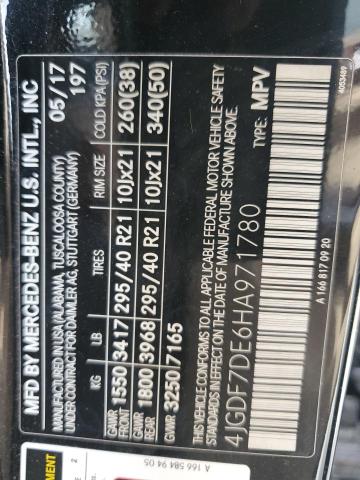 MFD BY MERCEDES-BENZ U.S. INTL., INC
MANUFACTURED IN USA (ALABAMA, TUSCALOOSA COUNTY) 05/17
UNDER CONTRACT FOR DAIMLER AG, STUTTGART (GERMANY) 197
KG LB TIRES RIM SIZE COLD KPA (PSI)
GAWR FRONT 1550 3417 295/40 R21 10Jx21 260(38)
GAWR REAR 1800 3968 295/40 R21 10Jx21 340(50)
GVWR 3250/7165
THIS VEHICLE CONFORMS TO ALL APPLICABLE FEDERAL MOTOR VEHICLE SAFETY
STANDARDS IN EFFECT ON THE DATE OF MANUFACTURE SHOWN ABOVE.
4JGDF7DE6HA971780 TYPE: MPV
A 166 817 09 20
4053489
A 166 584 94 05
2